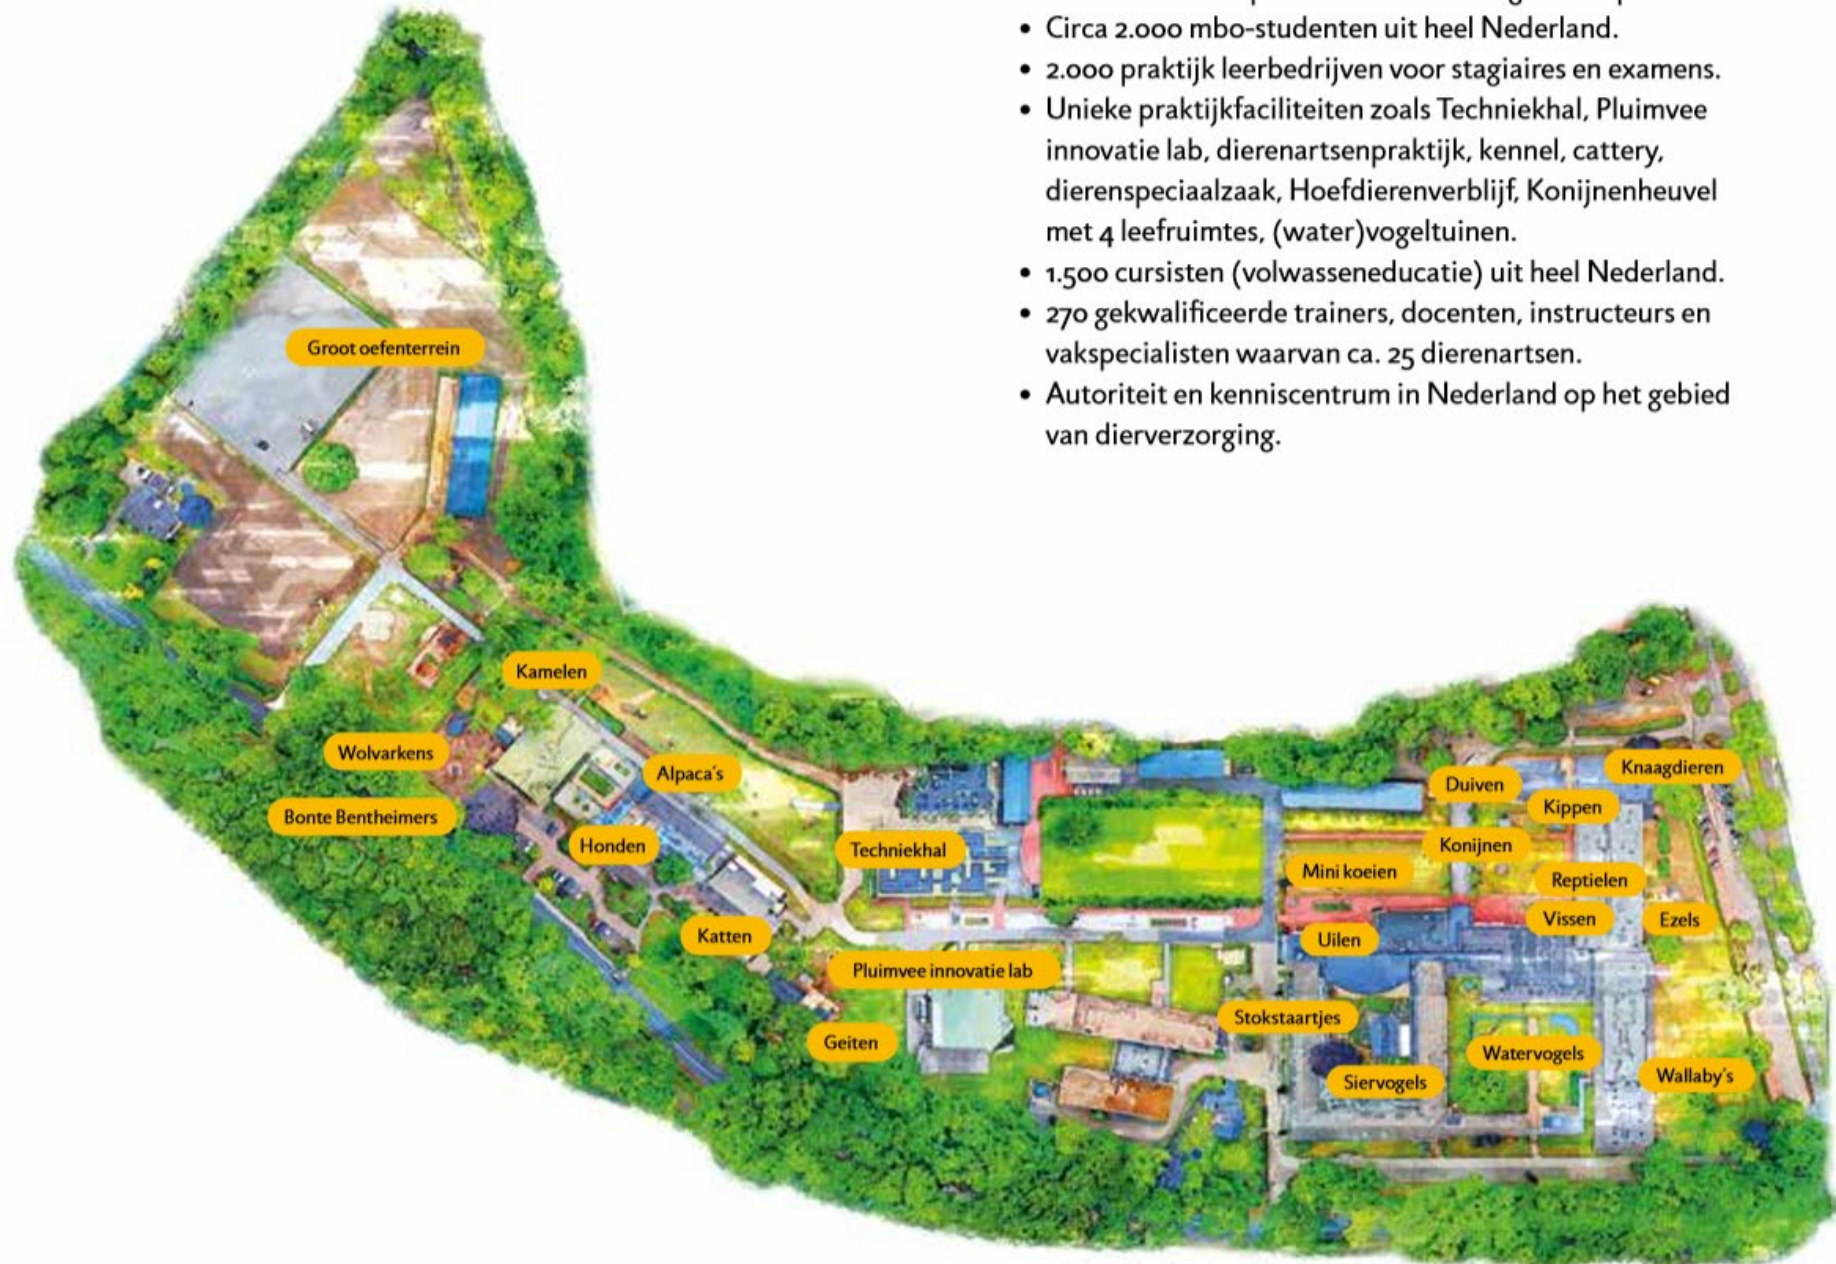 • Circa 2.000 mbo-studenten uit heel Nederland.
• 2.000 praktijk leerbedrijven voor stagiaires en examens.
• Unieke praktijkfaciliteiten zoals Techniekhal, Pluimvee
innovatie lab, dierenartsenpraktijk, kennel, cattery,
dierenspeciaalzaak, Hoefdierenverblijf, Konijnenheuvel
met 4 leefruimtes, (water)vogeltuinen.
• 1.500 cursisten (volwasseneducatie) uit heel Nederland.
• 270 gekwalificeerde trainers, docenten, instructeurs en
vakspecialisten waarvan ca. 25 dierenartsen.
• Autoriteit en kenniscentrum in Nederland op het gebied
van dierverzorging.
Groot oefenterrein
Kamelen
Wolvarkens
Alpaca's
Bonte Bentheimers
Honden
Techniekhal
Katten
Pluimvee innovatie lab
Geiten
Duiven
Knaagdieren
Kippen
Konijnen
Mini koeien
Reptielen
Vissen
Ezels
Uilen
Stokstaartjes
Watervogels
Siervogels
Wallaby's